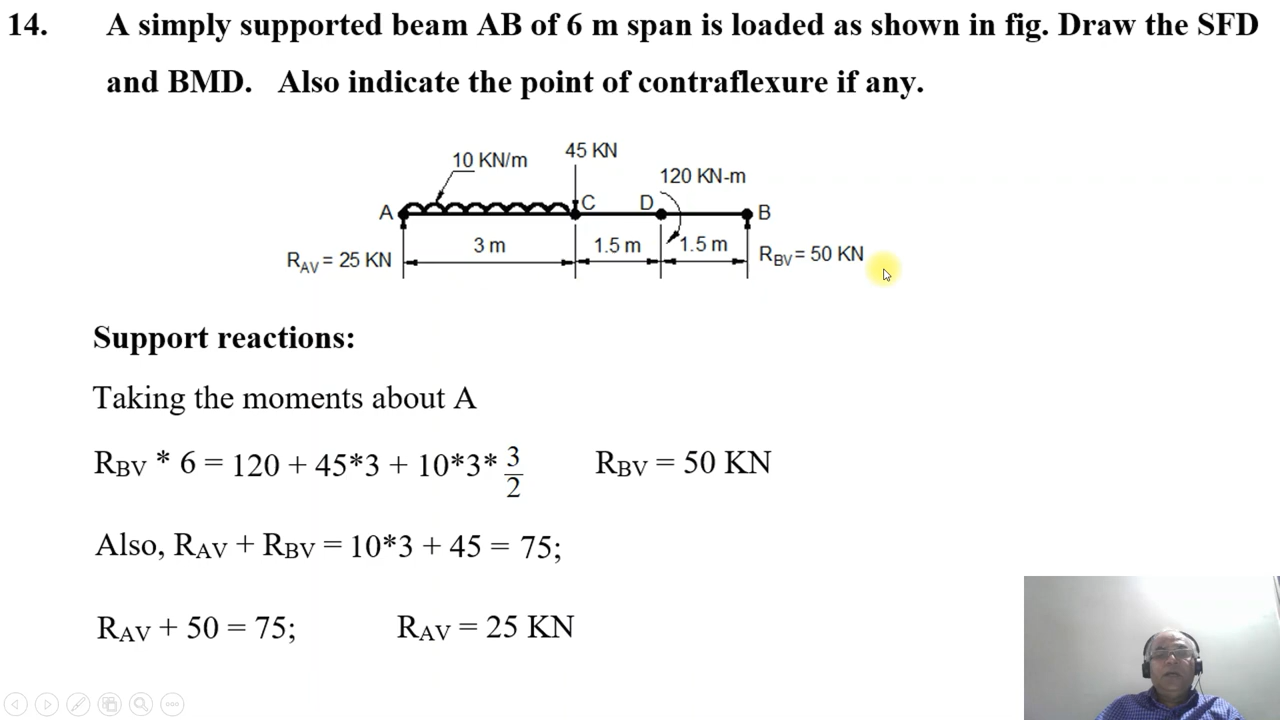 14. A simply supported beam AB of 6 m span is loaded as shown in fig. Draw the SFD
and BMD. Also indicate the point of contraflexure if any.
45 KN
10 KN/m
120 KN-m
A
C
D
B
3 m
1.5 m
1.5 m
R_AV = 25 KN
R_BV = 50 KN
Support reactions:
Taking the moments about A
R_BV * 6 = 120 + 45*3 + 10*3* 3/2 R_BV = 50 KN
Also, R_AV + R_BV = 10*3 + 45 = 75;
R_AV + 50 = 75; R_AV = 25 KN